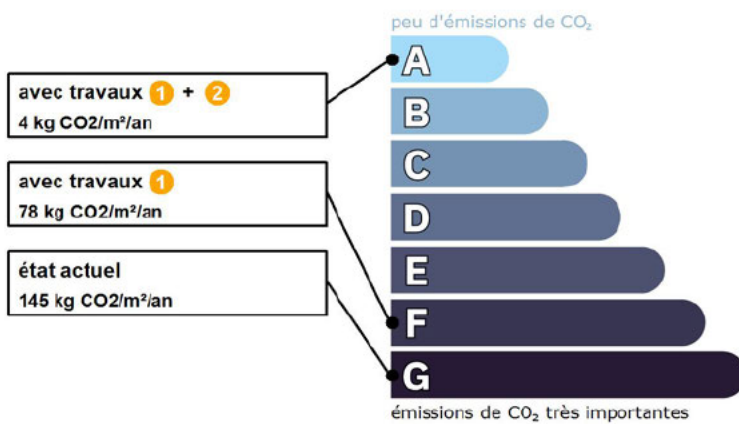 peu d'émissions de CO₂
A
B
C
D
E
F
G
émissions de CO₂ très importantes
avec travaux 1 + 2
4 kg CO2/m²/an
avec travaux 1
78 kg CO2/m²/an
état actuel
145 kg CO2/m²/an